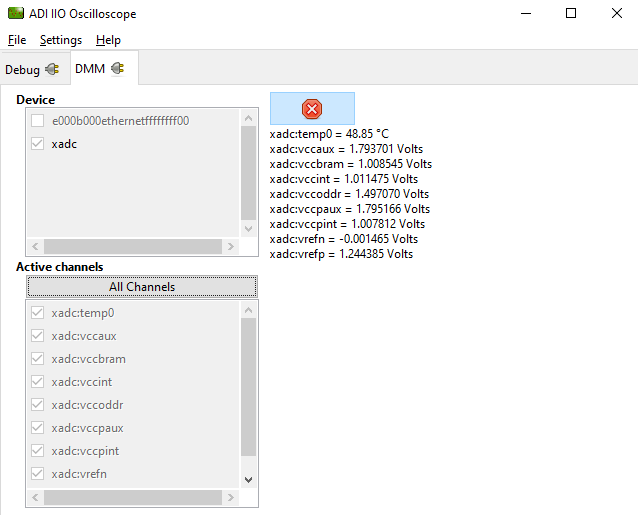 ADI IIO Oscilloscope
File Settings Help
Debug DMM
Device
e000b000ethernetffffffff00
xadc
xadc:temp0 = 48.85 °C
xadc:vccaux = 1.793701 Volts
xadc:vccbram = 1.008545 Volts
xadc:vccint = 1.011475 Volts
xadc:vccoddr = 1.497070 Volts
xadc:vccpaux = 1.795166 Volts
xadc:vccpint = 1.007812 Volts
xadc:vrefn = -0.001465 Volts
xadc:vrefp = 1.244385 Volts
Active channels
All Channels
xadc:temp0
xadc:vccaux
xadc:vccbram
xadc:vccint
xadc:vccoddr
xadc:vccpaux
xadc:vccpint
xadc:vrefn